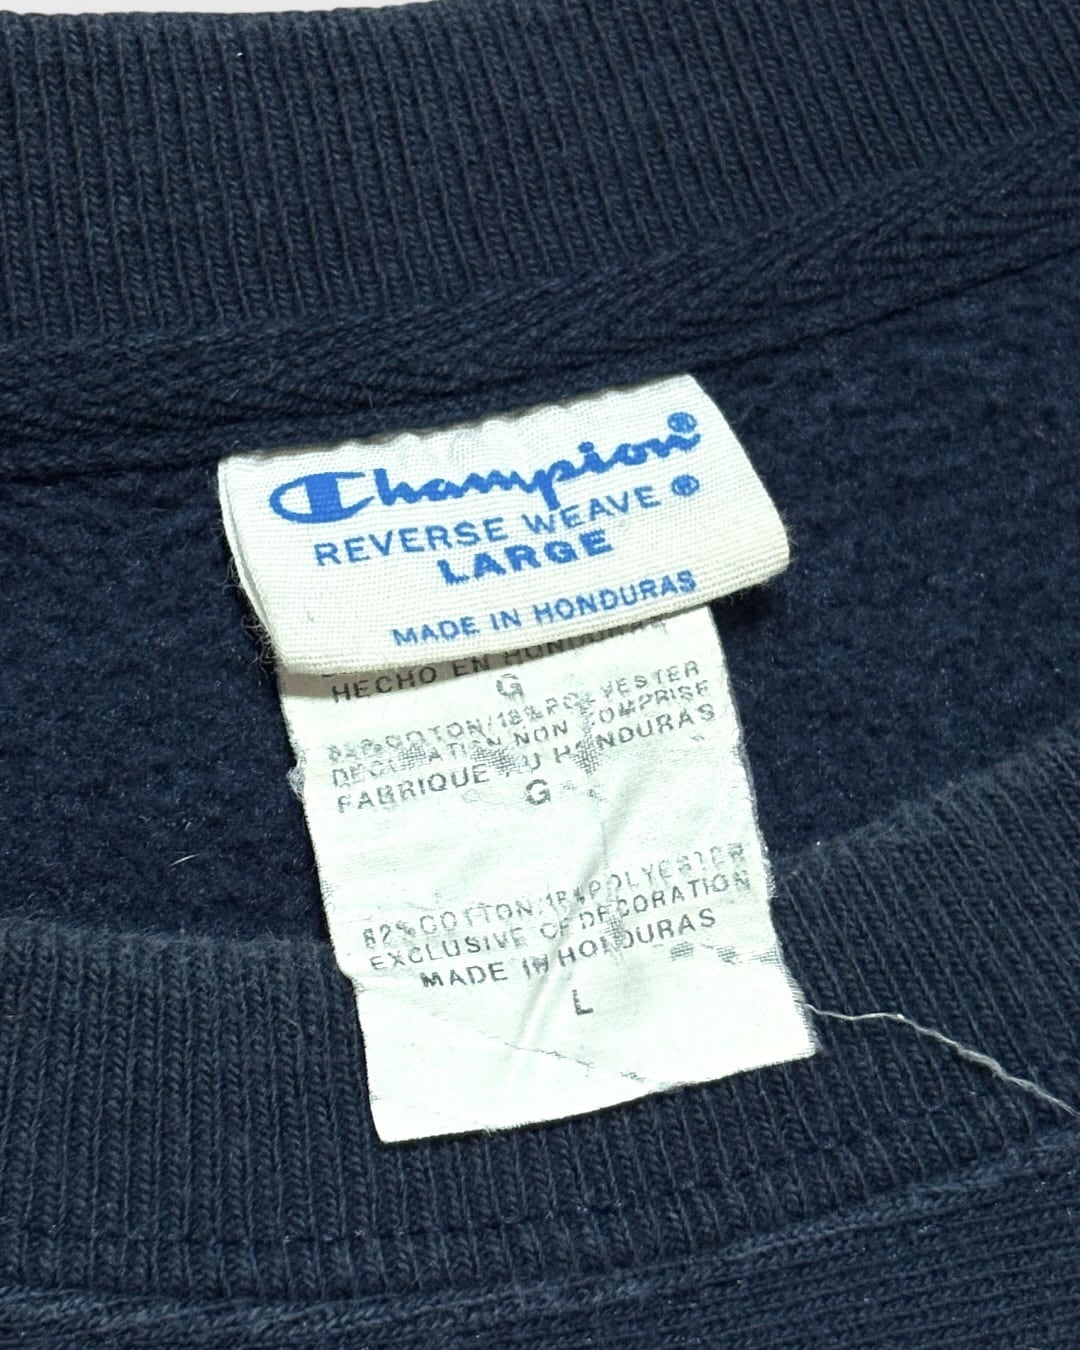 Champion®
REVERSE WEAVE®
LARGE
MADE IN HONDURAS
HECHO EN HONDURAS
G
82% COTTON/18% POLYESTER
DECORATION NON COMPRISE
FABRIQUE AU HONDURAS
G
82% COTTON/18% POLYESTER
EXCLUSIVE OF DECORATION
MADE IN HONDURAS
L